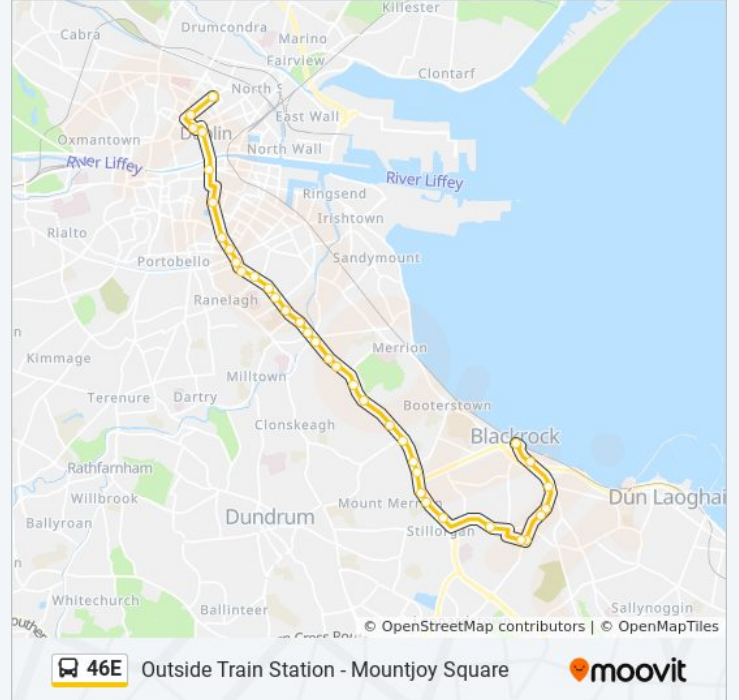 Killester
Drumcondra
Cabra
Marino
Fairview
Clontarf
North S
East Wall
Dublin
Oxmantown
North Wall
River Liffey
River Liffey
Ringsend
Irishtown
Rialto
Sandymount
Portobello
Ranelagh
Merrion
Kimmage
Milltown
Terenure
Dartry
Booterstown
Clonskeagh
Blackrock
Rathfarnham
Willbrook
Mount Merrion
Dún Laoghai
Dundrum
Ballyroan
Stillorgan
Whitechurch
Ballinteer
Sallynoggin
© OpenStreetMap contributors | © OpenMapTiles
46E Outside Train Station - Mountjoy Square moovit